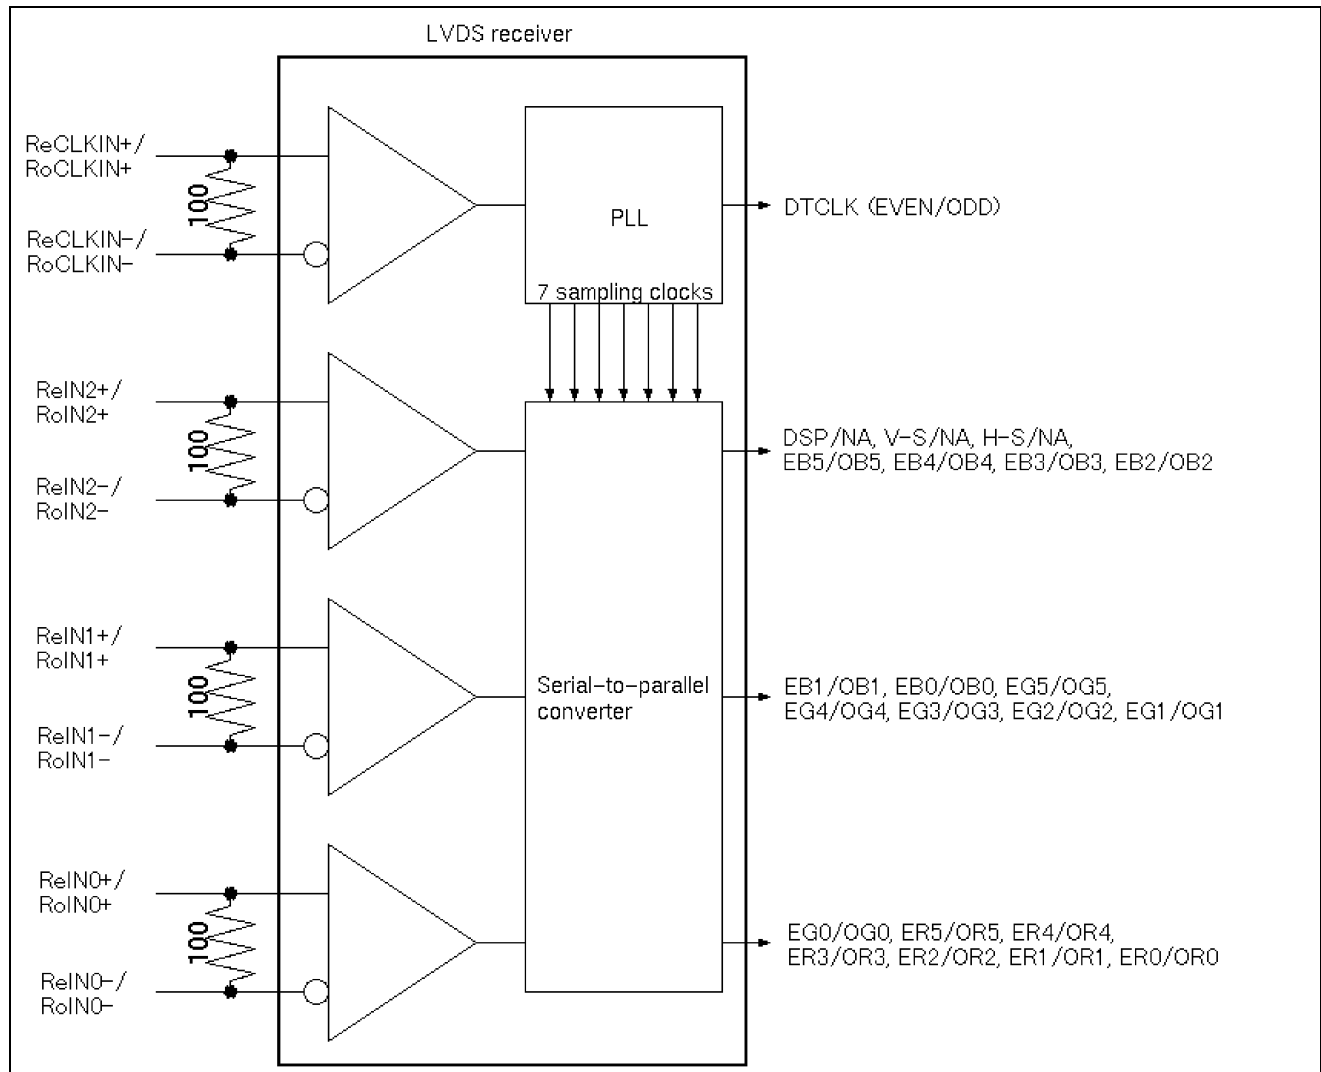 LVDS receiver
ReCLKIN+/
RoCLKIN+
100
ReCLKIN-/
RoCLKIN-
PLL
7 sampling clocks
DTCLK (EVEN/ODD)
ReIN2+/
RoIN2+
100
ReIN2-/
RoIN2-
DSP/NA, V-S/NA, H-S/NA,
EB5/OB5, EB4/OB4, EB3/OB3, EB2/OB2
ReIN1+/
RoIN1+
100
ReIN1-/
RoIN1-
Serial-to-parallel
converter
EB1/OB1, EB0/OB0, EG5/OG5,
EG4/OG4, EG3/OG3, EG2/OG2, EG1/OG1
ReIN0+/
RoIN0+
100
ReIN0-/
RoIN0-
EG0/OG0, ER5/OR5, ER4/OR4,
ER3/OR3, ER2/OR2, ER1/OR1, ER0/OR0